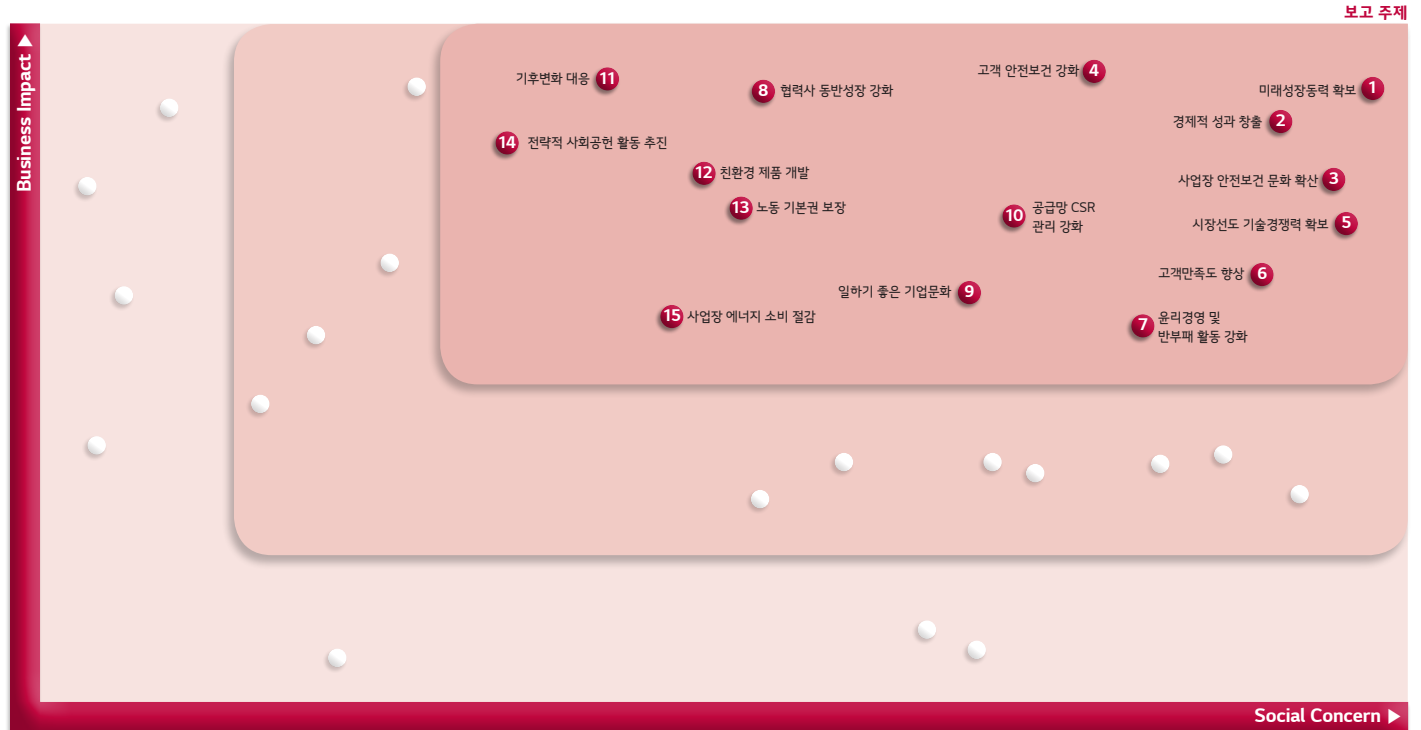 보고 주제
Business Impact ▲
기후변화 대응 11
8 협력사 동반성장 강화
고객 안전보건 강화 4
미래성장동력 확보 1
경제적 성과 창출 2
14 전략적 사회공헌 활동 추진
12 친환경 제품 개발
사업장 안전보건 문화 확산 3
13 노동 기본권 보장
10 공급망 CSR
관리 강화
시장선도 기술경쟁력 확보 5
고객만족도 향상 6
일하기 좋은 기업문화 9
15 사업장 에너지 소비 절감
7 윤리경영 및
반부패 활동 강화
Social Concern ▶